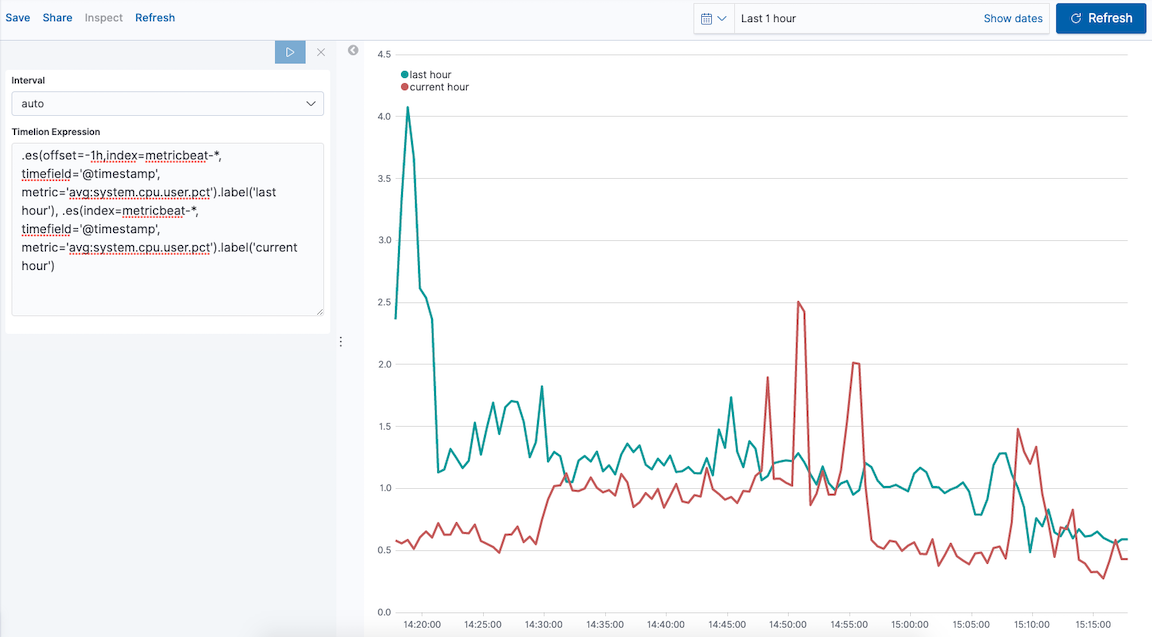 Save Share Inspect Refresh
Last 1 hour
Show dates
Refresh
Interval
auto
Timelion Expression
.es(offset=-1h,index=metricbeat-*,
timefield='@timestamp',
metric='avg:system.cpu.user.pct').label('last
hour'), .es(index=metricbeat-*,
timefield='@timestamp',
metric='avg:system.cpu.user.pct').label('current
hour')
last hour
current hour
4.5
4.0
3.5
3.0
2.5
2.0
1.5
1.0
0.5
0.0
14:20:00 14:25:00 14:30:00 14:35:00 14:40:00 14:45:00 14:50:00 14:55:00 15:00:00 15:05:00 15:10:00 15:15:00